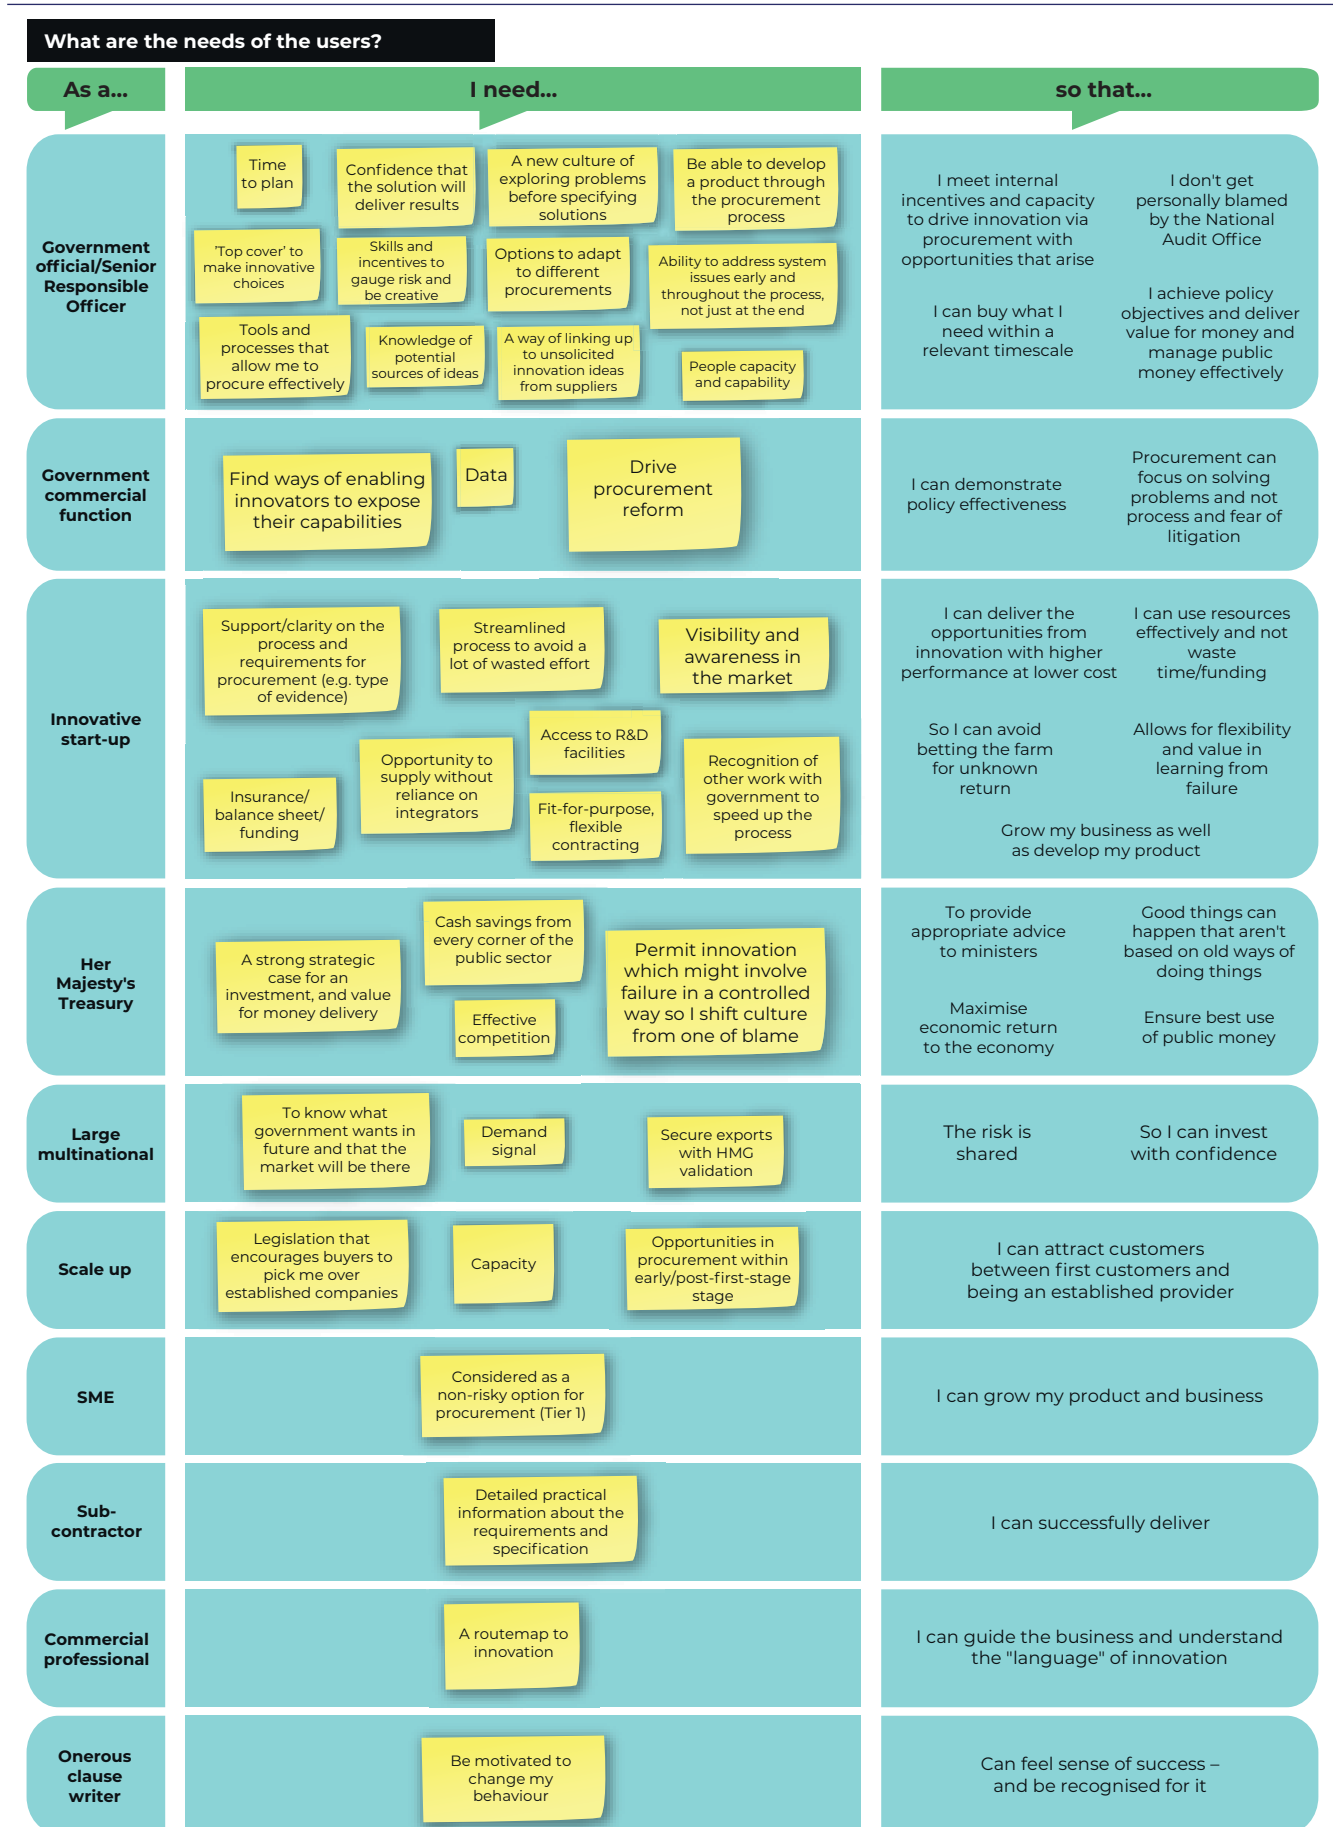 What are the needs of the users?
As a...
I need...
so that...
Government
official/Senior
Responsible
Officer
Time
to plan
Confidence that
the solution will
deliver results
A new culture of
exploring problems
before specifying
solutions
Be able to develop
a product through
the procurement
process
'Top cover' to
make innovative
choices
Skills and
incentives to
gauge risk and
be creative
Options to adapt
to different
procurements
Ability to address system
issues early and
throughout the process,
not just at the end
Tools and
processes that
allow me to
procure effectively
Knowledge of
potential
sources of ideas
A way of linking up
to unsolicited
innovation ideas
from suppliers
People capacity
and capability
I meet internal
incentives and capacity
to drive innovation via
procurement with
opportunities that arise
I don't get
personally blamed
by the National
Audit Office
I can buy what I
need within a
relevant timescale
I achieve policy
objectives and deliver
value for money and
manage public
money effectively
Government
commercial
function
Find ways of enabling
innovators to expose
their capabilities
Data
Drive
procurement
reform
I can demonstrate
policy effectiveness
Procurement can
focus on solving
problems and not
process and fear of
litigation
Innovative
start-up
Support/clarity on the
process and
requirements for
procurement (e.g. type
of evidence)
Streamlined
process to avoid a
lot of wasted effort
Visibility and
awareness in
the market
Insurance/
balance sheet/
funding
Opportunity to
supply without
reliance on
integrators
Access to R&D
facilities
Fit-for-purpose,
flexible
contracting
Recognition of
other work with
government to
speed up the
process
I can deliver the
opportunities from
innovation with higher
performance at lower cost
I can use resources
effectively and not
waste
time/funding
So I can avoid
betting the farm
for unknown
return
Allows for flexibility
and value in
learning from
failure
Grow my business as well
as develop my product
Her
Majesty's
Treasury
A strong strategic
case for an
investment, and value
for money delivery
Cash savings from
every corner of the
public sector
Effective
competition
Permit innovation
which might involve
failure in a controlled
way so I shift culture
from one of blame
To provide
appropriate advice
to ministers
Good things can
happen that aren't
based on old ways of
doing things
Maximise
economic return
to the economy
Ensure best use
of public money
Large
multinational
To know what
government wants in
future and that the
market will be there
Demand
signal
Secure exports
with HMG
validation
The risk is
shared
So I can invest
with confidence
Scale up
Legislation that
encourages buyers to
pick me over
established companies
Capacity
Opportunities in
procurement within
early/post-first-stage
stage
I can attract customers
between first customers and
being an established provider
SME
Considered as a
non-risky option for
procurement (Tier 1)
I can grow my product and business
Sub-
contractor
Detailed practical
information about the
requirements and
specification
I can successfully deliver
Commercial
professional
A routemap to
innovation
I can guide the business and understand
the "language" of innovation
Onerous
clause
writer
Be motivated to
change my
behaviour
Can feel sense of success –
and be recognised for it